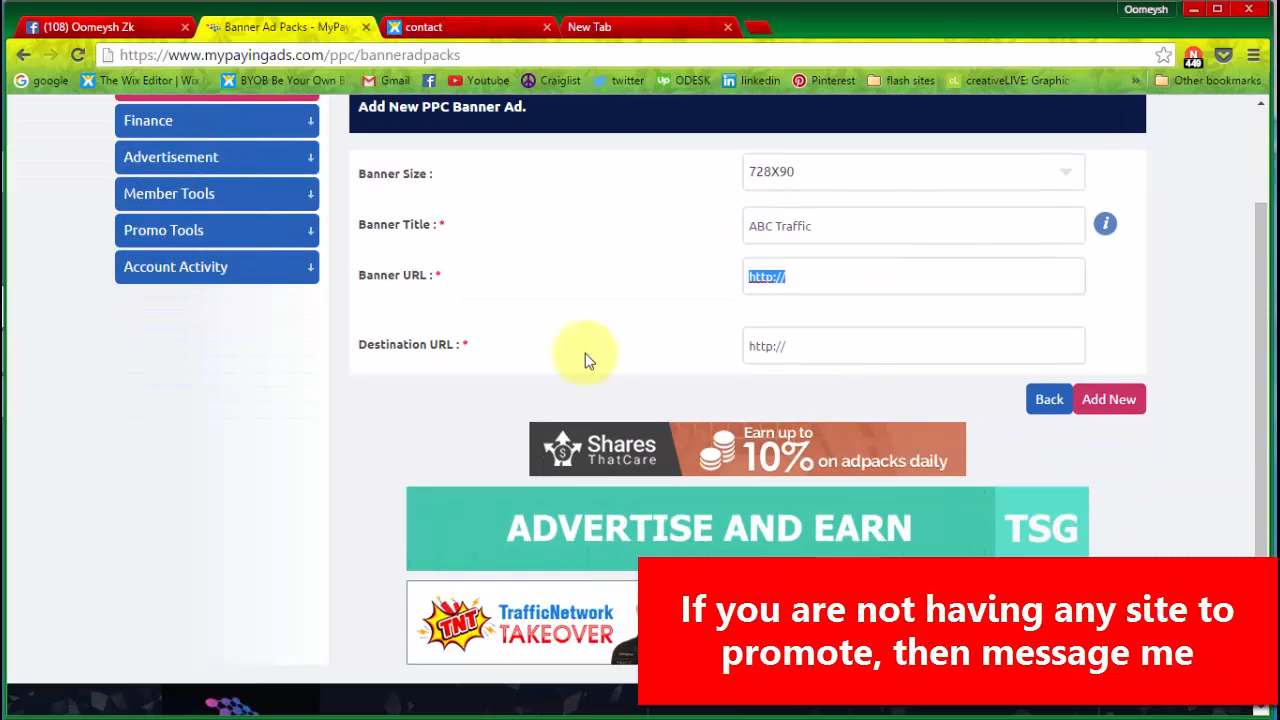 Oomeysh
(108) Oomeysh Zk
Banner Ad Packs - MyPay
contact
New Tab
https://www.mypayingads.com/ppc/banneradpacks
449
google
The Wix Editor | Wix
BYOB Be Your Own B
Gmail
Youtube
Craiglist
twitter
ODESK
linkedin
Pinterest
flash sites
creativeLIVE: Graphic
Other bookmarks
Add New PPC Banner Ad.
Finance
Advertisement
Member Tools
Promo Tools
Account Activity
Banner Size :
728X90
Banner Title : *
ABC Traffic
Banner URL : *
http://
Destination URL : *
http://
Back
Add New
Shares
ThatCare
Earn up to
10% on adpacks daily
ADVERTISE AND EARN
TSG
TNT
TrafficNetwork
TAKEOVER
If you are not having any site to
promote, then message me